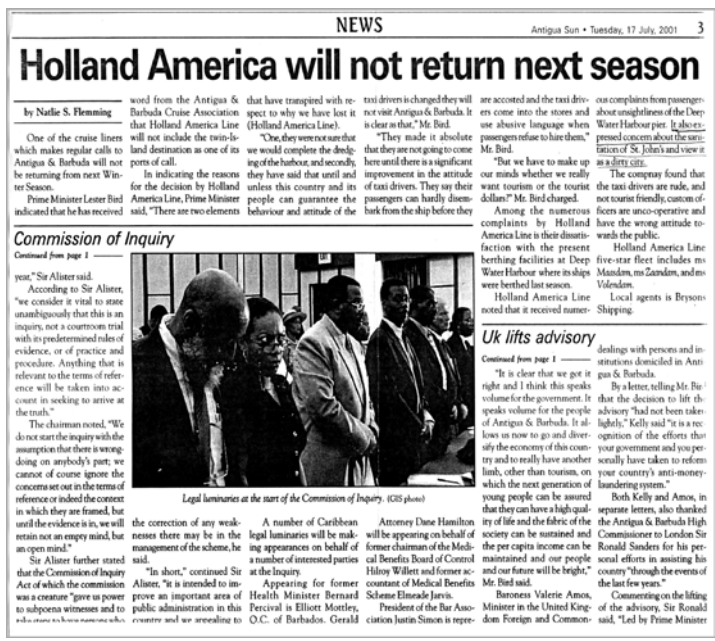 NEWS
Antigua Sun • Tuesday, 17 July, 2001 3
Holland America will not return next season
by Natlie S. Flemming
One of the cruise liners
which makes regular calls to
Antigua & Barbuda will not
be returning from next Win-
ter Season.
Prime Minister Lester Bird
indicated that he has received
word from the Antigua &
Barbuda Cruise Association
that Holland America Line
will not include the twin-Is-
land destination as one of its
ports of call.
In indicating the reasons
for the decision by Holland
America Line, Prime Minister
said, "There are two elements
that have transpired with re-
spect to why we have lost it
(Holland America Line).
"One, they were not sure that
we would complete the dredg-
ing of the harbour, and secondly,
they have said that until and
unless this country and its
people can guarantee the
behaviour and attitude of the
taxi drivers is changed they will
not visit Antigua & Barbuda. It
is clear as that," Mr. Bird.
"They made it absolute
that they are not going to come
here until there is a significant
improvement in the attitude
of taxi drivers. They say their
passengers can hardly disem-
bark from the ship before they
are accosted and the taxi driv-
ers come into the stores and
use abusive language when
passengers refuse to hire them,"
Mr. Bird.
"But we have to make up
our minds whether we really
want tourism or the tourist
dollars?" Mr. Bird charged.
Among the numerous
complaints by Holland
America Line is their dissatis-
faction with the present
berthing facilities at Deep
Water Harbour where its ships
were berthed last season.
Holland America Line
noted that it received numer-
ous complaints from passengers
about unsightliness of the Deep
Water Harbour pier. It also ex-
pressed concern about the sani-
tation of St. John's and view it
as a dirty city.
The compnay found that
the taxi drivers are rude, and
not tourist friendly, custom of-
ficers are unco-operative and
have the wrong attitude to-
wards the public.
Holland America Line
five-star fleet includes ms
Maasdam, ms Zaandam, and ms
Volendam.
Local agents is Brysons
Shipping.
Commission of Inquiry
Continued from page 1
year," Sir Alister said.
According to Sir Alister,
"we consider it vital to state
unambiguously that this is an
inquiry, not a courtroom trial
with its predetermined rules of
evidence, or of practice and
procedure. Anything that is
relevant to the terms of refer-
ence will be taken into ac-
count in seeking to arrive at
the truth."
The chairman noted, "We
do not start the inquiry with the
assumption that there is wrong-
doing on anybody's part; we
cannot of course ignore the
concerns set out in the terms of
reference or indeed the context
in which they are framed, but
until the evidence is in, we will
retain not an empty mind, but
an open mind."
Sir Alister further stated
that the Commission of Inquiry
Act of which the commission
was a creature "gave us power
to subpoena witnesses and to
take steps to have persons who
Legal luminaries at the start of the Commission of Inquiry. (GIS photo)
the correction of any weak-
nesses there may be in the
management of the scheme, he
said.
"In short," continued Sir
Alister, "it is intended to im-
prove an important area of
public administration in this
country and we appealing to
A number of Caribbean
legal luminaries will be mak-
ing appearances on behalf of
a number of interested parties
at the Inquiry.
Appearing for former
Health Minister Bernard
Percival is Elliott Mottley,
Q.C. of Barbados. Gerald
Attorney Dane Hamilton
will be appearing on behalf of
former chairman of the Medi-
cal Benefits Board of Control
Hilroy Willett and former ac-
countant of Medical Benefits
Scheme Elmeade Jarvis.
President of the Bar Asso-
ciation Justin Simon is repre-
Uk lifts advisory
Continued from page 1
"It is clear that we got it
right and I think this speaks
volume for the government. It
speaks volume for the people
of Antigua & Barbuda. It al-
lows us now to go and diver-
sify the economy of this coun-
try and to really have another
limb, other than tourism, on
which the next generation of
young people can be assured
that they can have a high qual-
ity of life and the fabric of the
society can be sustained and
the per capita income can be
maintained and our people
and our future will be bright,"
Mr. Bird said.
Baroness Valerie Amos,
Minister in the United King-
dom Foreign and Common-
dealings with persons and in-
stitutions domiciled in Anti
gua & Barbuda.
By a letter, telling Mr. Bir
that the decision to lift th
advisory "had not been taken
lightly," Kelly said "it is a rec-
ognition of the efforts that
your government and you per-
sonally have taken to reform
your country's anti-money-
laundering system."
Both Kelly and Amos, in
separate letters, also thanked
the Antigua & Barbuda High
Commissioner to London Sir
Ronald Sanders for his per-
sonal efforts in assisting his
country "through the events of
the last few years."
Commenting on the lifting
of the advisory, Sir Ronald
said, "Led by Prime Minister